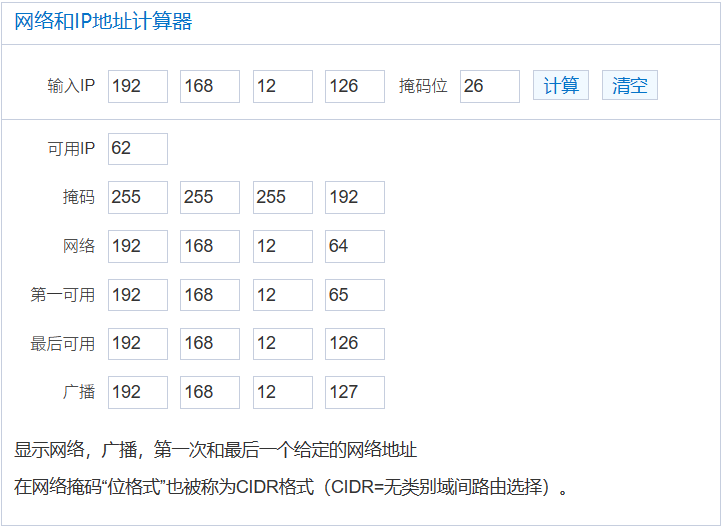 网络和IP地址计算器
输入IP 192 168 12 126 掩码位 26 计算 清空
可用IP 62
掩码 255 255 255 192
网络 192 168 12 64
第一可用 192 168 12 65
最后可用 192 168 12 126
广播 192 168 12 127
显示网络，广播，第一次和最后一个给定的网络地址
在网络掩码“位格式”也被称为CIDR格式（CIDR=无类别域间路由选择）。